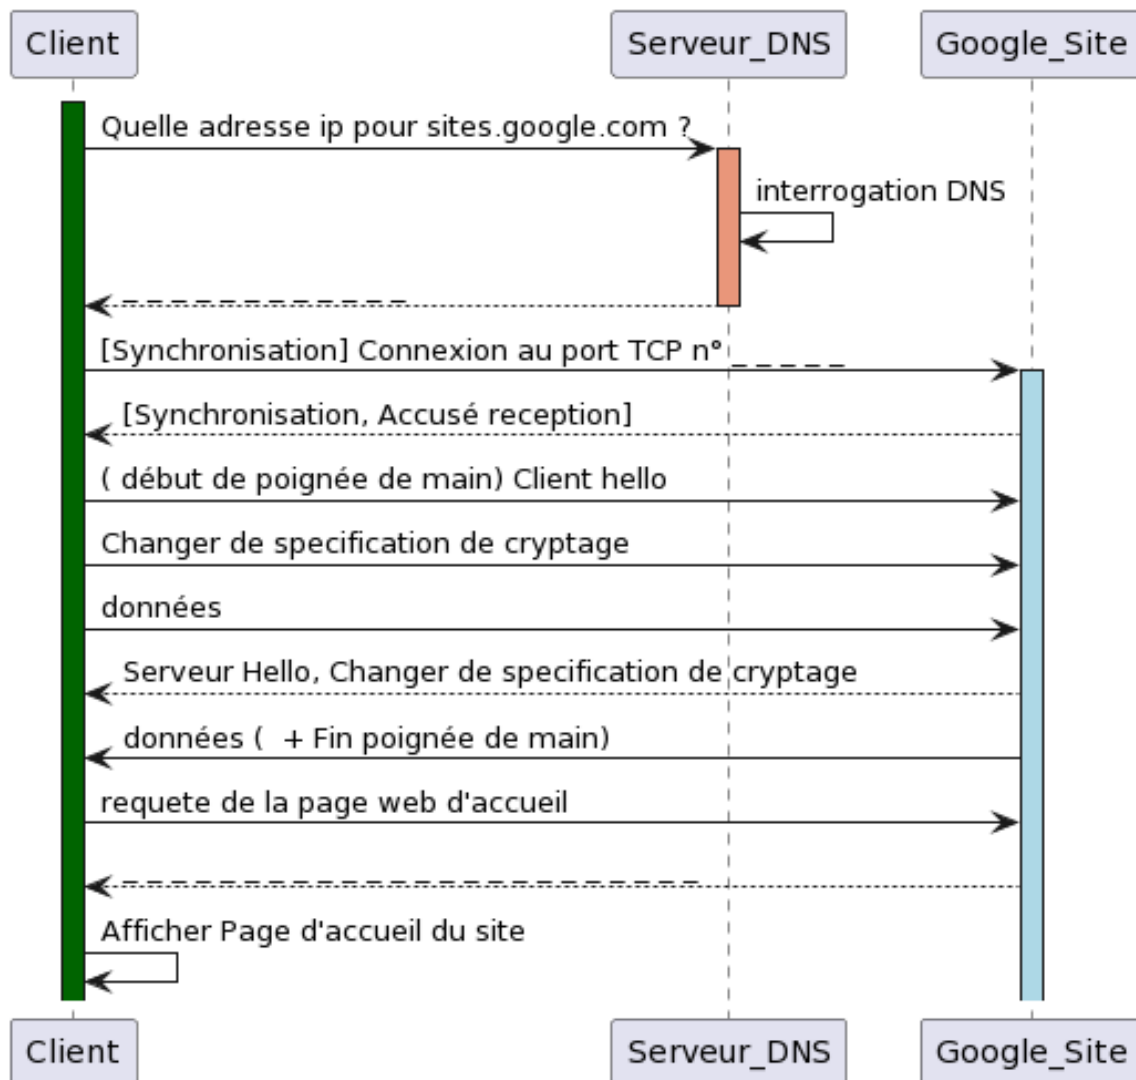 Client Serveur_DNS Google_Site
Quelle adresse ip pour sites.google.com ?
interrogation DNS
_ _ _ _ _ _ _ _ _ _ _ _ _
[Synchronisation] Connexion au port TCP n° _ _ _ _ _
[Synchronisation, Accusé reception]
( début de poignée de main) Client hello
Changer de specification de cryptage
données
Serveur Hello, Changer de specification de cryptage
données (  + Fin poignée de main)
requete de la page web d'accueil
_ _ _ _ _ _ _ _ _ _ _ _ _ _ _ _ _ _ _ _ _ _ _ _ _ _
Afficher Page d'accueil du site
Client Serveur_DNS Google_Site